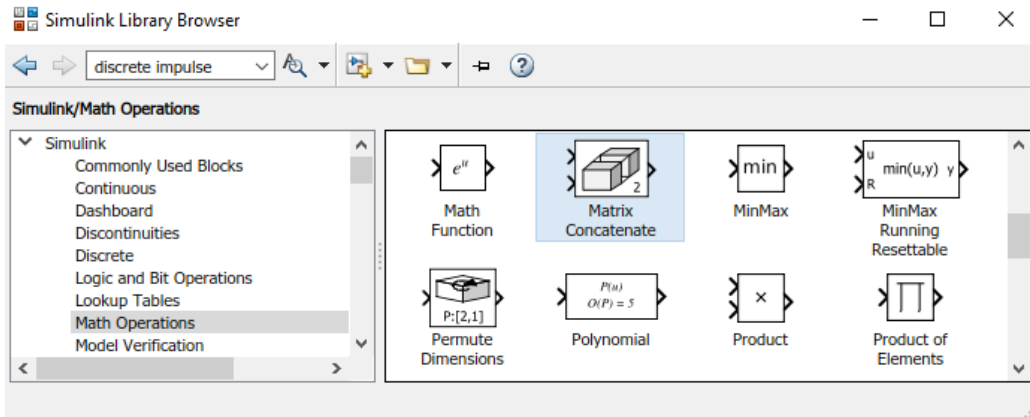 Simulink Library Browser
discrete impulse
Simulink/Math Operations
Simulink
Commonly Used Blocks
Continuous
Dashboard
Discontinuities
Discrete
Logic and Bit Operations
Lookup Tables
Math Operations
Model Verification
e^u
Math
Function
2
Matrix
Concatenate
min
MinMax
u
R
min(u,y) y
MinMax
Running
Resettable
P:[2,1]
Permute
Dimensions
P(u)
O(P) = 5
Polynomial
×
Product
∏
Product of
Elements